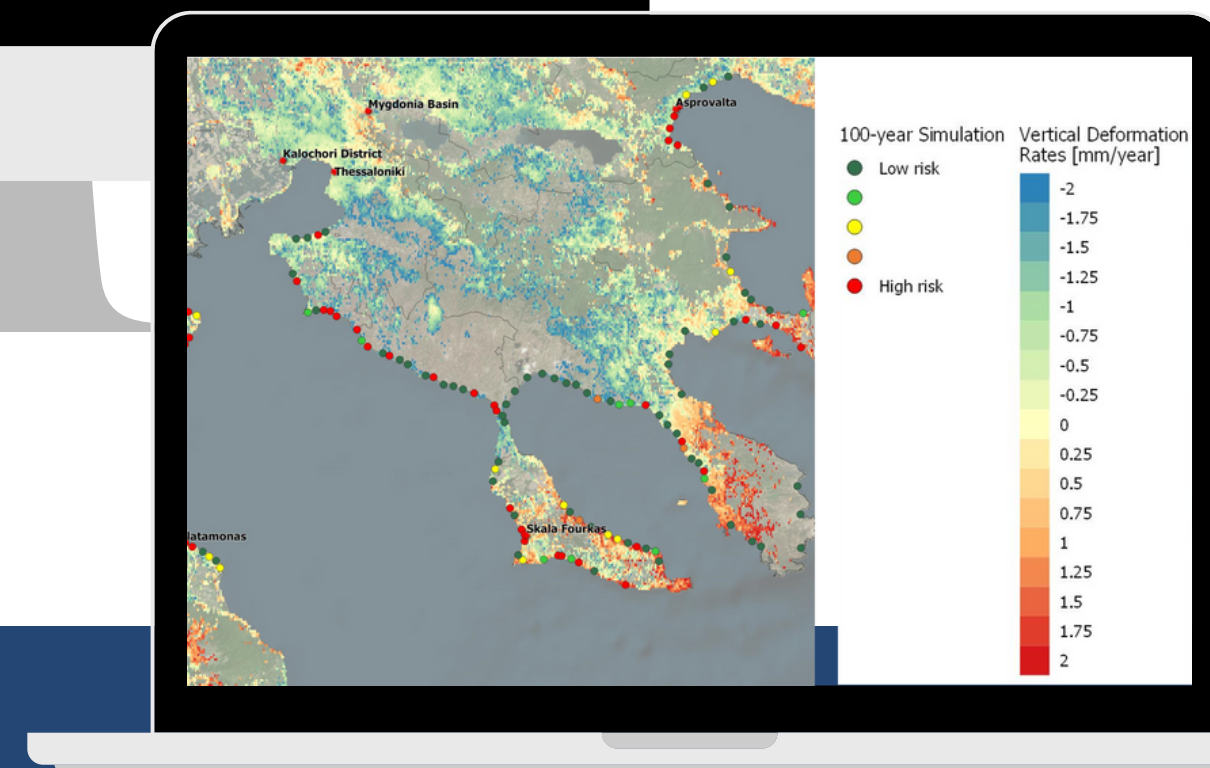 Mygdonia Basin
Asprovalta
Kalochori District
Thessaloniki
Skala Fourkas
latamonas
100-year Simulation
Low risk
High risk
Vertical Deformation
Rates [mm/year]
-2
-1.75
-1.5
-1.25
-1
-0.75
-0.5
-0.25
0
0.25
0.5
0.75
1
1.25
1.5
1.75
2